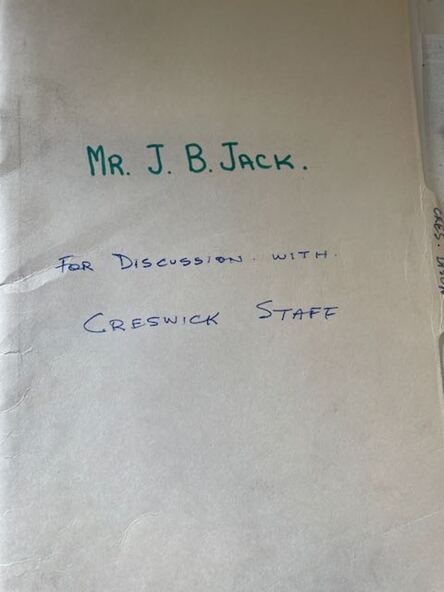 MR. J. B. JACK.
FOR DISCUSSION. WITH.
CRESWICK STAFF